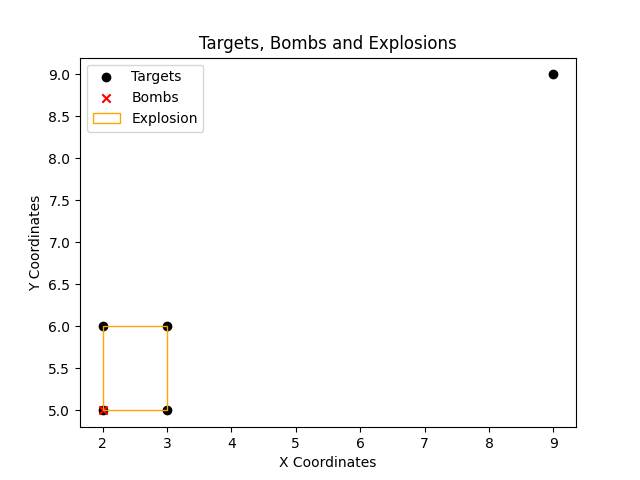 Targets, Bombs and Explosions
Targets
Bombs
Explosion
9.0
8.5
8.0
7.5
7.0
6.5
6.0
5.5
5.0
Y Coordinates
2 3 4 5 6 7 8 9
X Coordinates